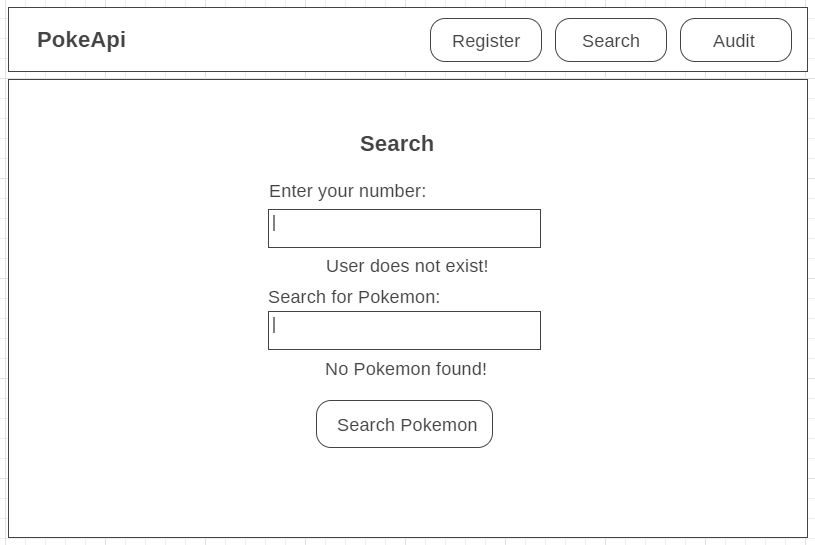 PokeApi Register Search Audit
Search
Enter your number:
User does not exist!
Search for Pokemon:
No Pokemon found!
Search Pokemon